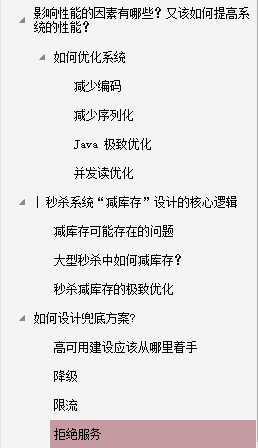 影响性能的因素有哪些？又该如何提高系
统的性能？
如何优化系统
减少编码
减少序列化
Java 极致优化
并发读优化
| 秒杀系统“减库存”设计的核心逻辑
减库存可能存在的问题
大型秒杀中如何减库存？
秒杀减库存的极致优化
如何设计兜底方案?
高可用建设应该从哪里着手
降级
限流
拒绝服务